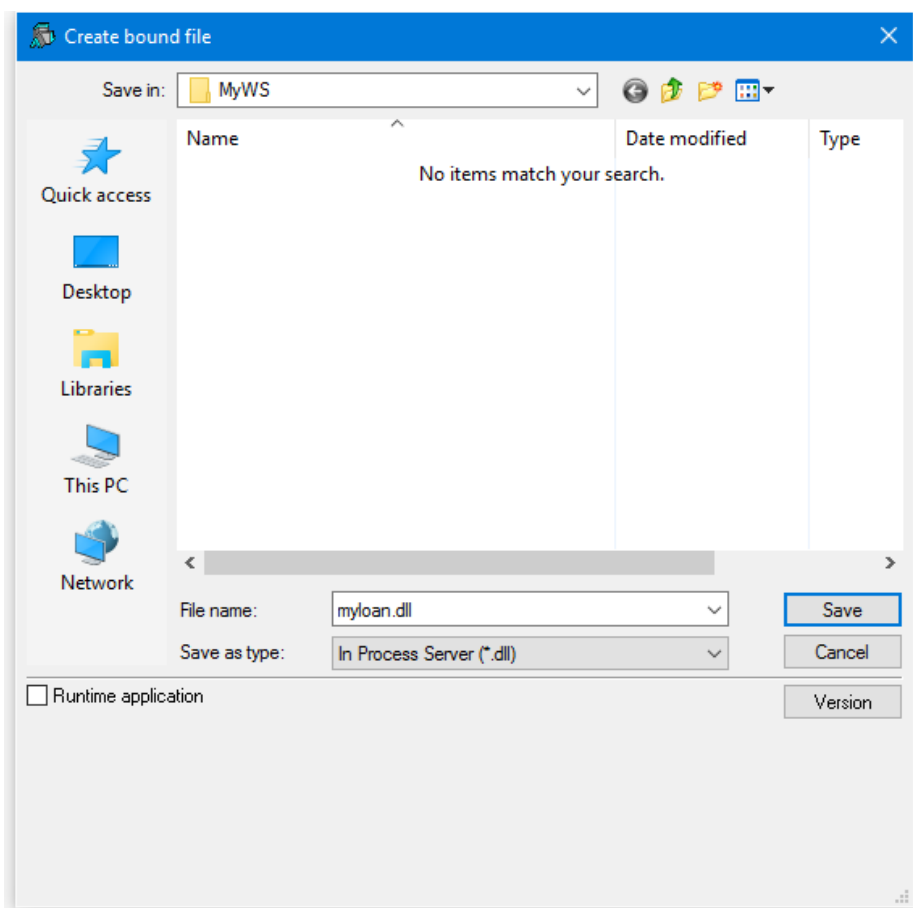 Create bound file
Save in: MyWS
Name Date modified Type
No items match your search.
Quick access
Desktop
Libraries
This PC
Network
File name: myloan.dll Save
Save as type: In Process Server (*.dll) Cancel
Runtime application Version